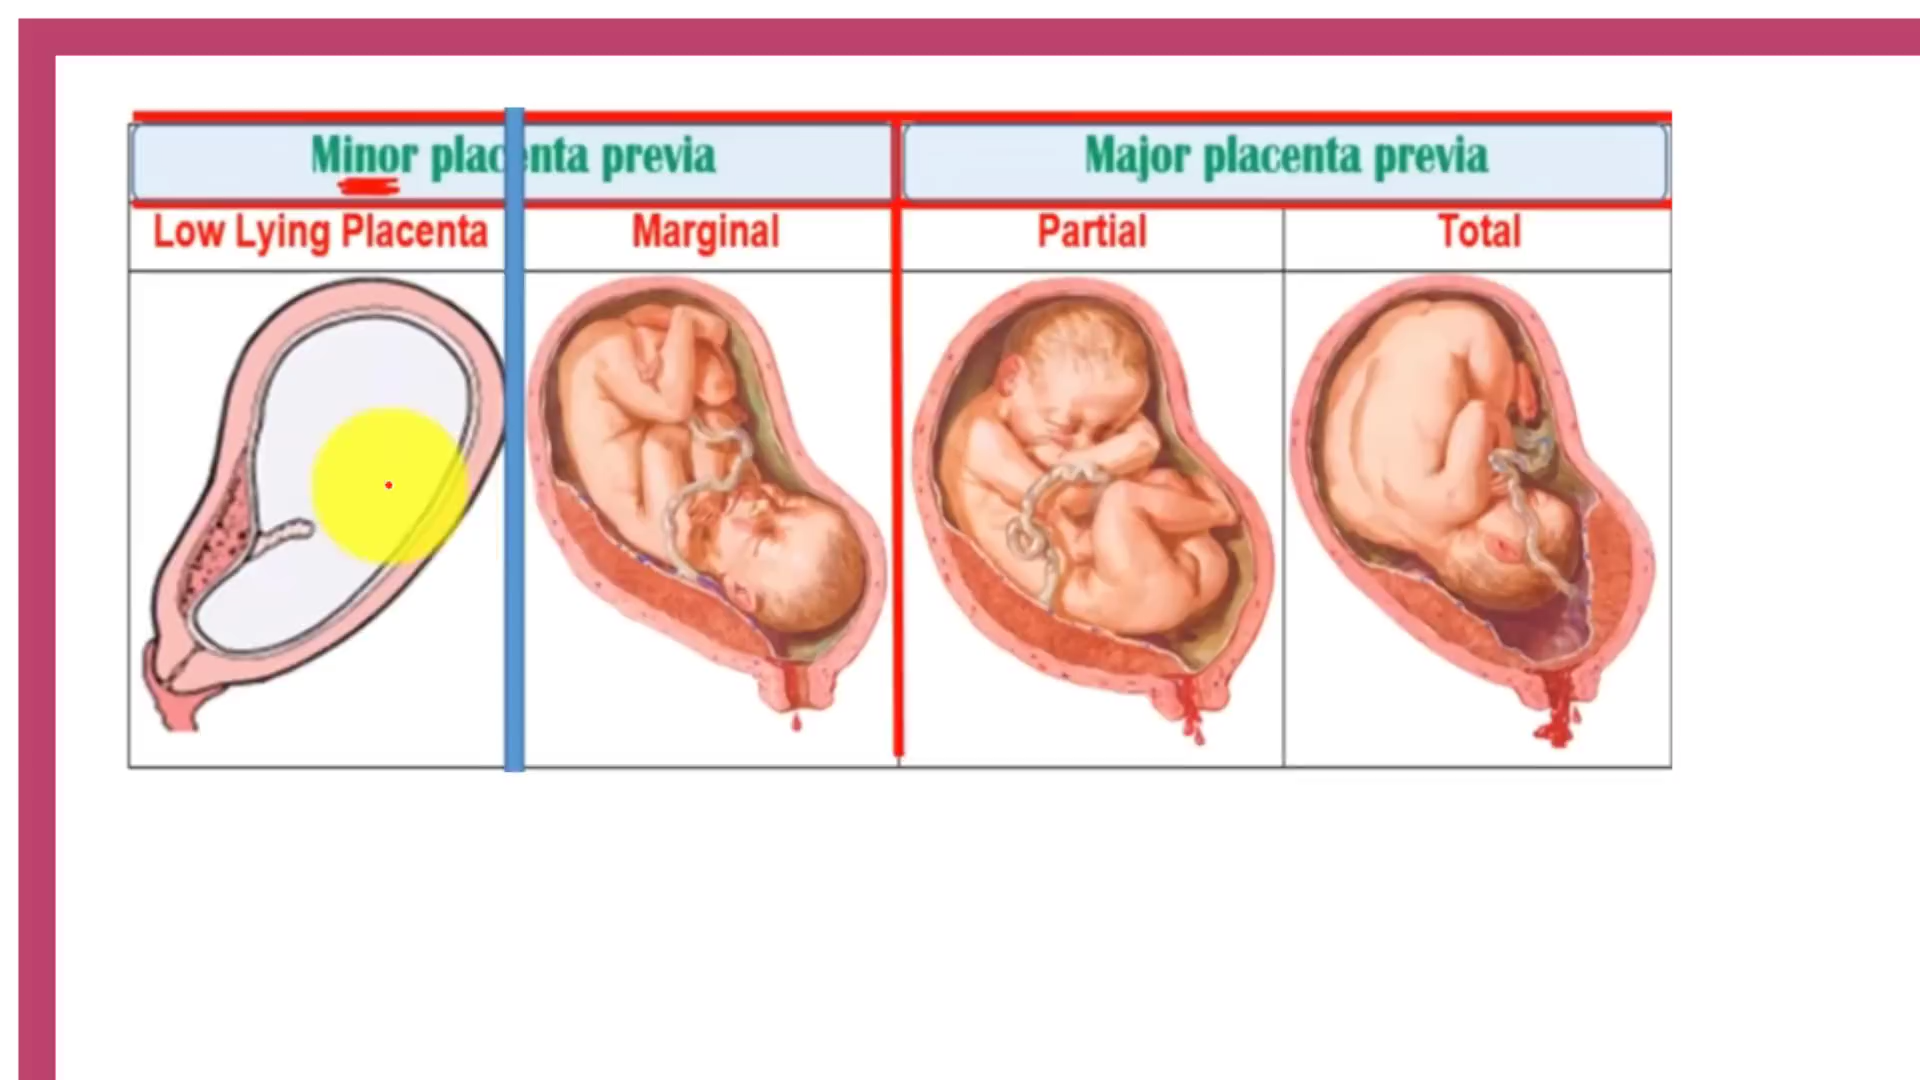 Minor placenta previa
Major placenta previa
Low Lying Placenta
Marginal
Partial
Total